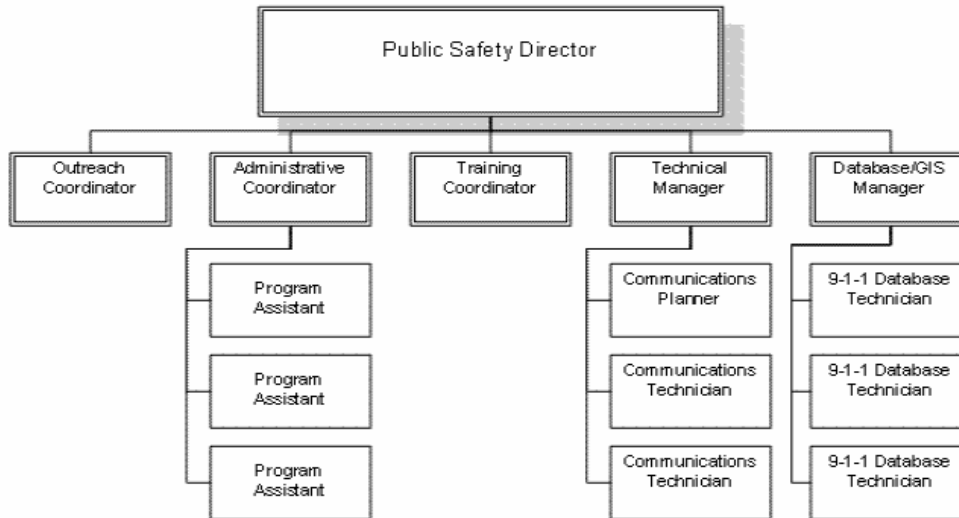 Public Safety Director
Outreach
Coordinator
Administrative
Coordinator
Training
Coordinator
Technical
Manager
Database/GIS
Manager
Program
Assistant
Communications
Planner
9-1-1 Database
Technician
Program
Assistant
Communications
Technician
9-1-1 Database
Technician
Program
Assistant
Communications
Technician
9-1-1 Database
Technician